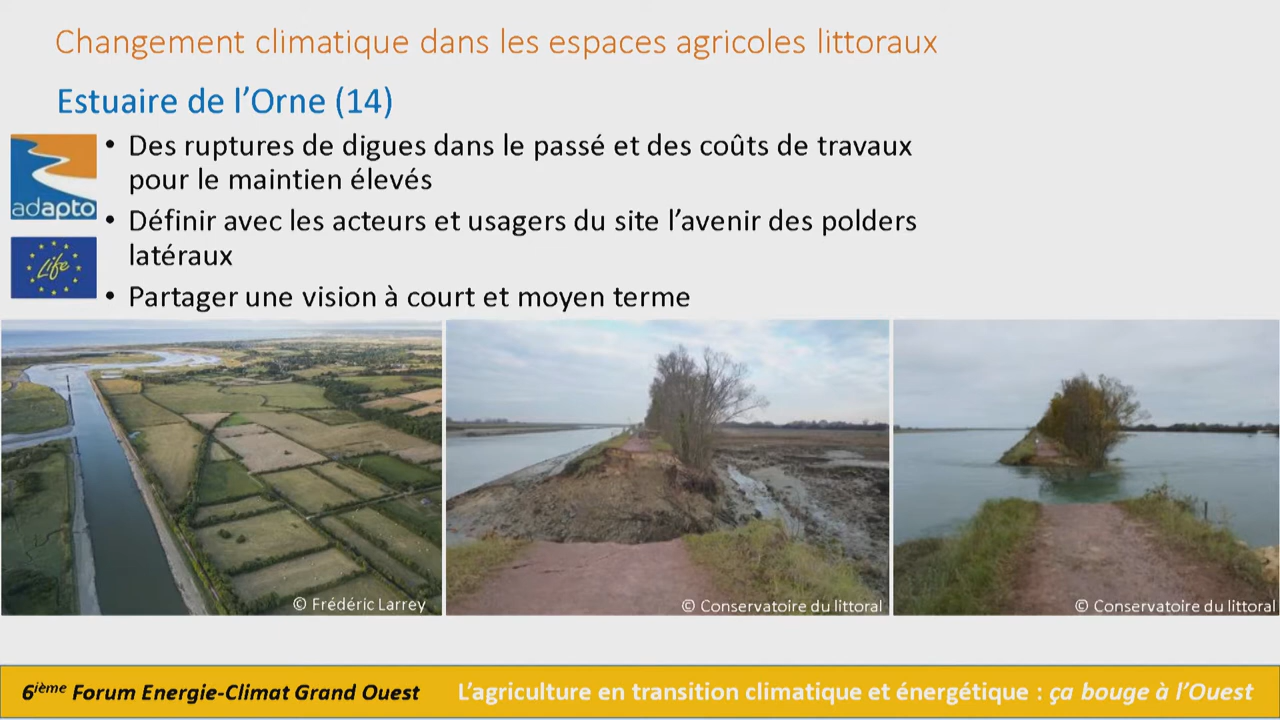 Changement climatique dans les espaces agricoles littoraux
Estuaire de l’Orne (14)
• Des ruptures de digues dans le passé et des coûts de travaux
pour le maintien élevés
adapto
• Définir avec les acteurs et usagers du site l’avenir des polders
latéraux
Life
• Partager une vision à court et moyen terme
© Frédéric Larrey
© Conservatoire du littoral
© Conservatoire du littoral
6ième Forum Energie-Climat Grand Ouest
L’agriculture en transition climatique et énergétique : ça bouge à l’Ouest